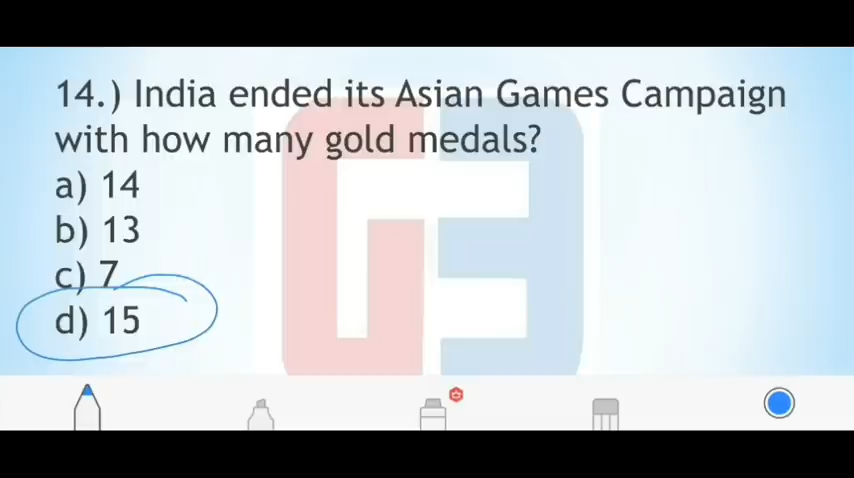 14.) India ended its Asian Games Campaign
with how many gold medals?
a) 14
b) 13
c) 7
d) 15